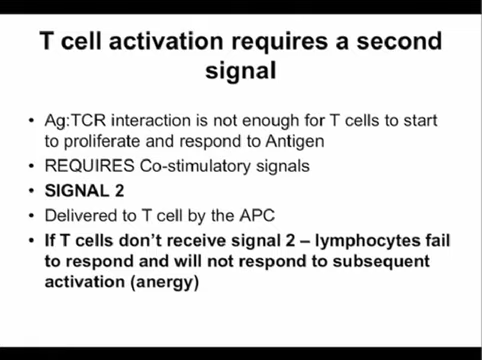 T cell activation requires a second
signal
• Ag:TCR interaction is not enough for T cells to start
to proliferate and respond to Antigen
• REQUIRES Co-stimulatory signals
• SIGNAL 2
• Delivered to T cell by the APC
• If T cells don't receive signal 2 – lymphocytes fail
to respond and will not respond to subsequent
activation (anergy)